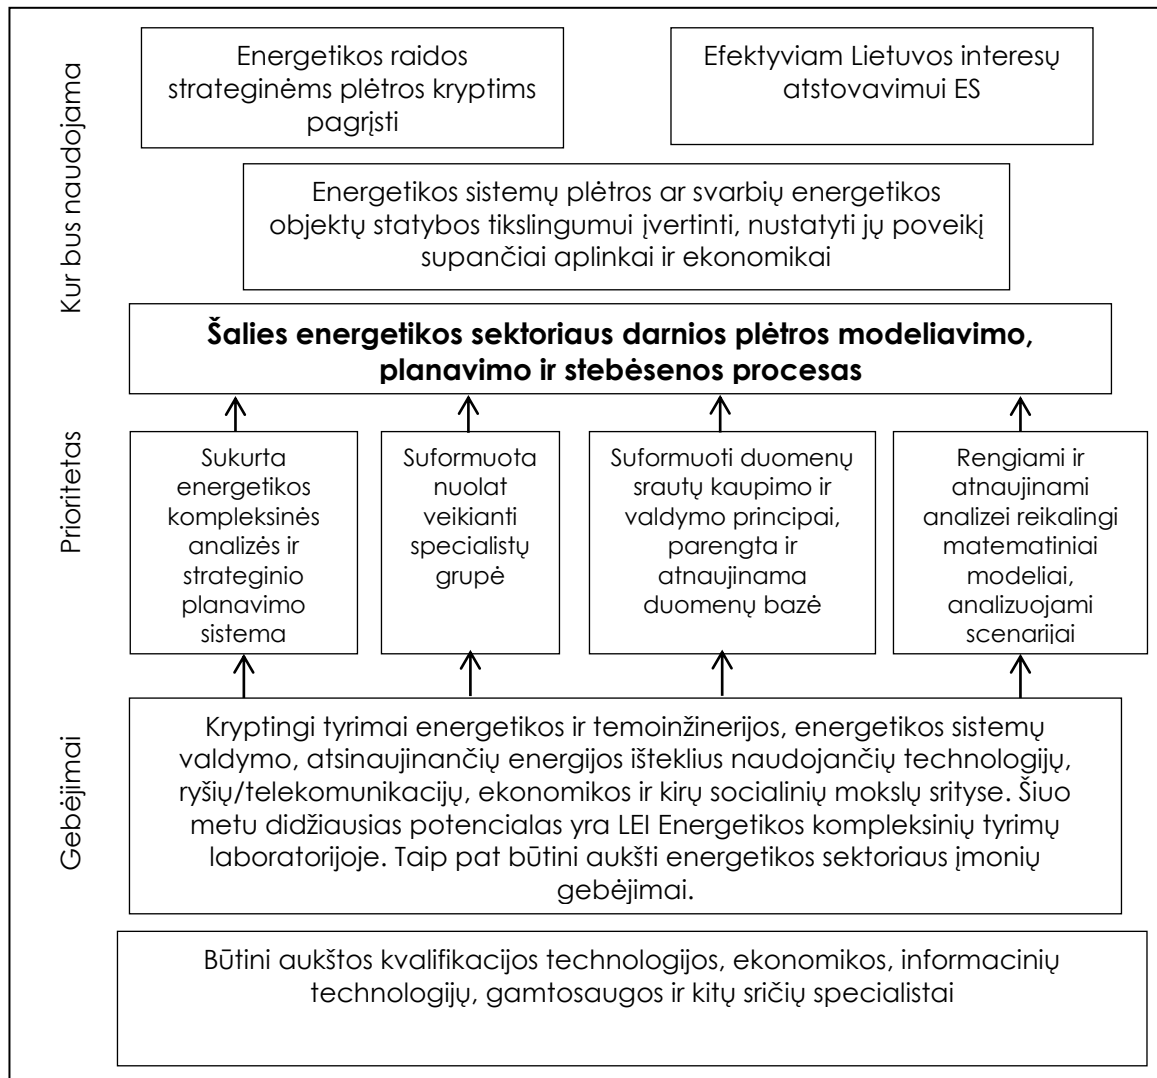 Kur bus naudojama
Energetikos raidos
strateginėms plėtros kryptims
pagrįsti
Efektyviam Lietuvos interesų
atstovavimui ES
Energetikos sistemų plėtros ar svarbių energetikos
objektų statybos tikslingumui įvertinti, nustatyti jų poveikį
supančiai aplinkai ir ekonomikai
Šalies energetikos sektoriaus darnios plėtros modeliavimo,
planavimo ir stebėsenos procesas
Prioritetas
Sukurta
energetikos
kompleksinės
analizės ir
strateginio
planavimo
sistema
Suformuota
nuolat
veikianti
specialistų
grupė
Suformuoti duomenų
srautų kaupimo ir
valdymo principai,
parengta ir
atnaujinama
duomenų bazė
Rengiami ir
atnaujinami
analizei reikalingi
matematiniai
modeliai,
analizuojami
scenarijai
Gebėjimai
Kryptingi tyrimai energetikos ir temoinžinerijos, energetikos sistemų
valdymo, atsinaujinančių energijos išteklius naudojančių technologijų,
ryšių/telekomunikacijų, ekonomikos ir kirų socialinių mokslų srityse. Šiuo
metu didžiausias potencialas yra LEI Energetikos kompleksinių tyrimų
laboratorijoje. Taip pat būtini aukšti energetikos sektoriaus įmonių
gebėjimai.
Būtini aukštos kvalifikacijos technologijos, ekonomikos, informacinių
technologijų, gamtosaugos ir kitų sričių specialistai